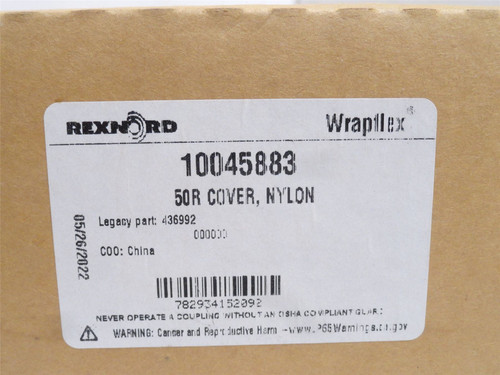 REXNORD Wrapflex®
10045883
50R COVER, NYLON
Legacy part: 436992
000000
COO: China
05/26/2022
782934152092
NEVER OPERATE A COUPLING WITHOUT AN OSHA COMPLIANT GUARD
WARNING: Cancer and Reproductive Harm - www.P65Warnings.ca.gov